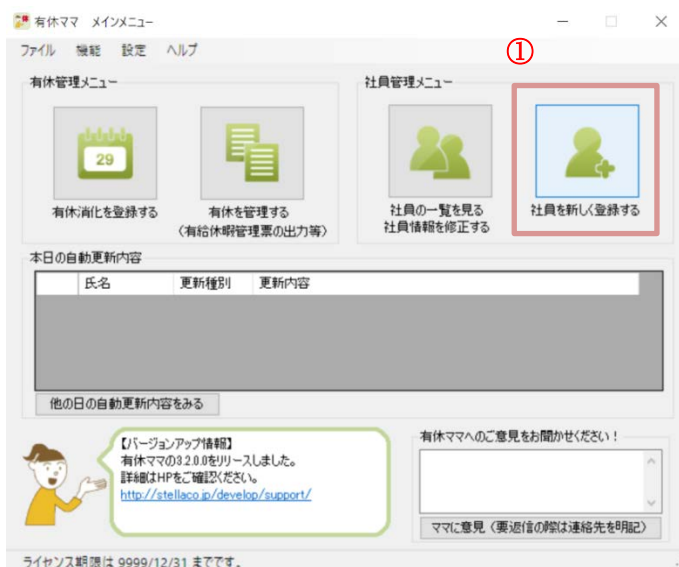 有休ママ メインメニュー
ファイル 機能 設定 ヘルプ
①
有休管理メニュー
社員管理メニュー
29
有休消化を登録する
有休を管理する
(有給休暇管理票の出力等)
社員の一覧を見る
社員情報を修正する
社員を新しく登録する
本日の自動更新内容
氏名 更新種別 更新内容
他の日の自動更新内容をみる
【バージョンアップ情報】
有休ママの3.2.0.0をリリースしました。
詳細はHPをご確認ください。
http://stellaco.jp/develop/support/
有休ママへのご意見をお聞かせください!
ママに意見(要返信の際は連絡先を明記)
ライセンス期限は 9999/12/31 までです。